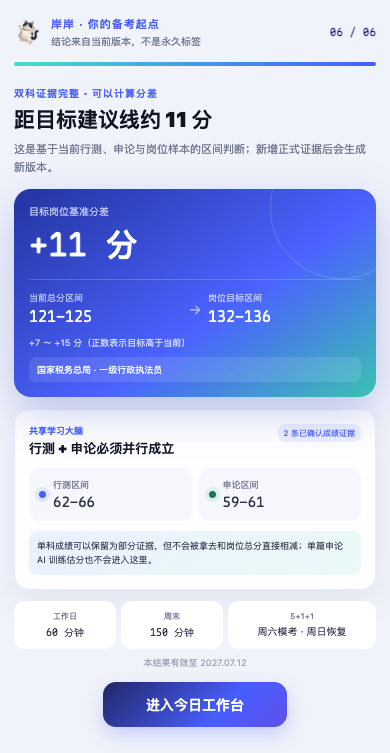 岸岸 · 你的备考起点
结论来自当前版本，不是永久标签
06 / 06
双科证据完整 · 可以计算分差
距目标建议线约 11 分
这是基于当前行测、申论与岗位样本的区间判断；新增正式证据后会生成
新版本。
目标岗位基准分差
+11 分
当前总分区间
121–125
→
岗位目标区间
132–136
+7 ～ +15 分（正数表示目标高于当前）
国家税务总局 · 一级行政执法员
共享学习大脑
行测 + 申论必须并行成立
2 条已确认成绩证据
行测区间
62–66
申论区间
59–61
单科成绩可以保留为部分证据，但不会被拿去和岗位总分直接相减；单篇申论
AI 训练估分也不会进入这里。
工作日
60 分钟
周末
150 分钟
5+1+1
周六模考 · 周日恢复
本结果有效至 2027.07.12
进入今日工作台